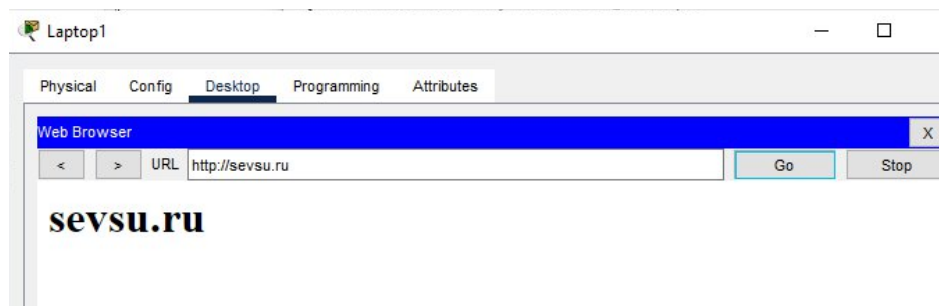 Laptop1
Physical Config Desktop Programming Attributes
Web Browser X
< > URL http://sevsu.ru Go Stop
sevsu.ru